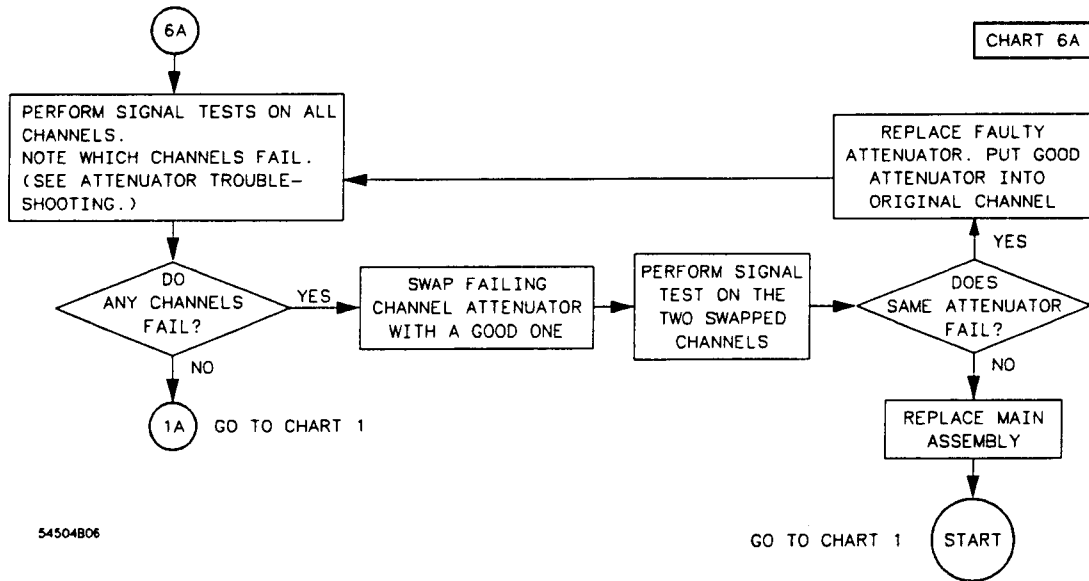 6A
CHART 6A
PERFORM SIGNAL TESTS ON ALL
CHANNELS.
NOTE WHICH CHANNELS FAIL.
(SEE ATTENUATOR TROUBLE-
SHOOTING.)
REPLACE FAULTY
ATTENUATOR. PUT GOOD
ATTENUATOR INTO
ORIGINAL CHANNEL
YES
DO
ANY CHANNELS
FAIL?
YES
SWAP FAILING
CHANNEL ATTENUATOR
WITH A GOOD ONE
PERFORM SIGNAL
TEST ON THE
TWO SWAPPED
CHANNELS
DOES
SAME ATTENUATOR
FAIL?
NO
NO
1A
GO TO CHART 1
REPLACE MAIN
ASSEMBLY
54504B06
GO TO CHART 1
START